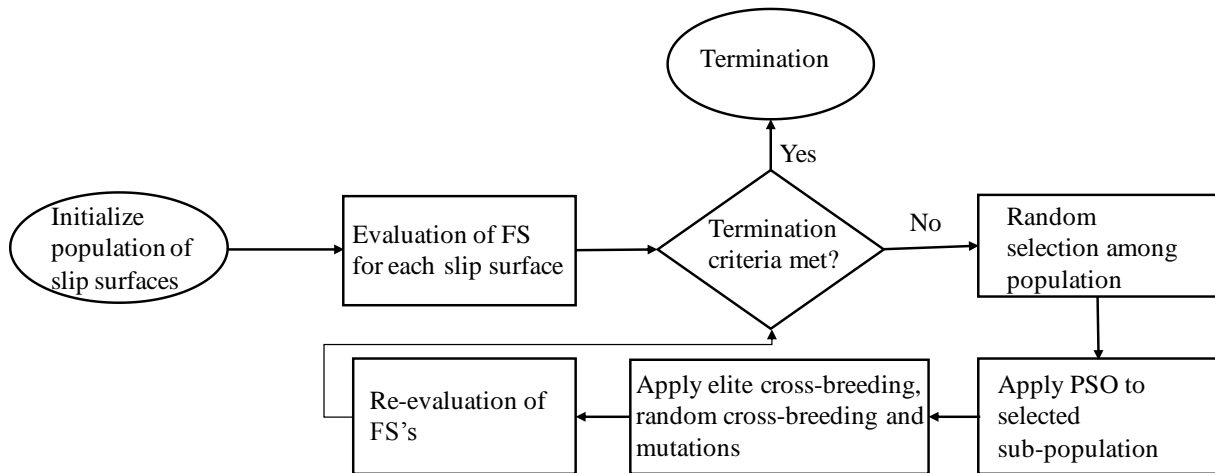 Termination
Yes
Initialize
population of
slip surfaces
Evaluation of FS
for each slip surface
Termination
criteria met?
No
Random
selection among
population
Apply PSO to
selected
sub-population
Apply elite cross-breeding,
random cross-breeding and
mutations
Re-evaluation of
FS’s